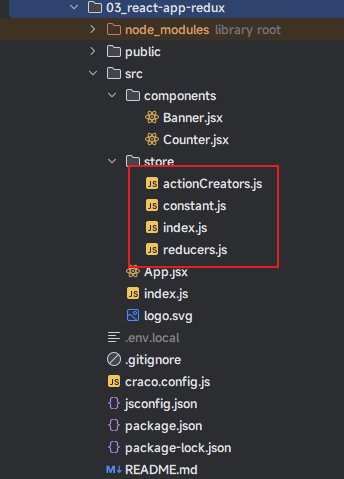 03_react-app-redux
node_modules library root
public
src
components
Banner.jsx
Counter.jsx
store
JS actionCreators.js
JS constant.js
JS index.js
JS reducers.js
App.jsx
JS index.js
logo.svg
.env.local
.gitignore
JS craco.config.js
{} jsconfig.json
{} package.json
{} package-lock.json
M↓ README.md